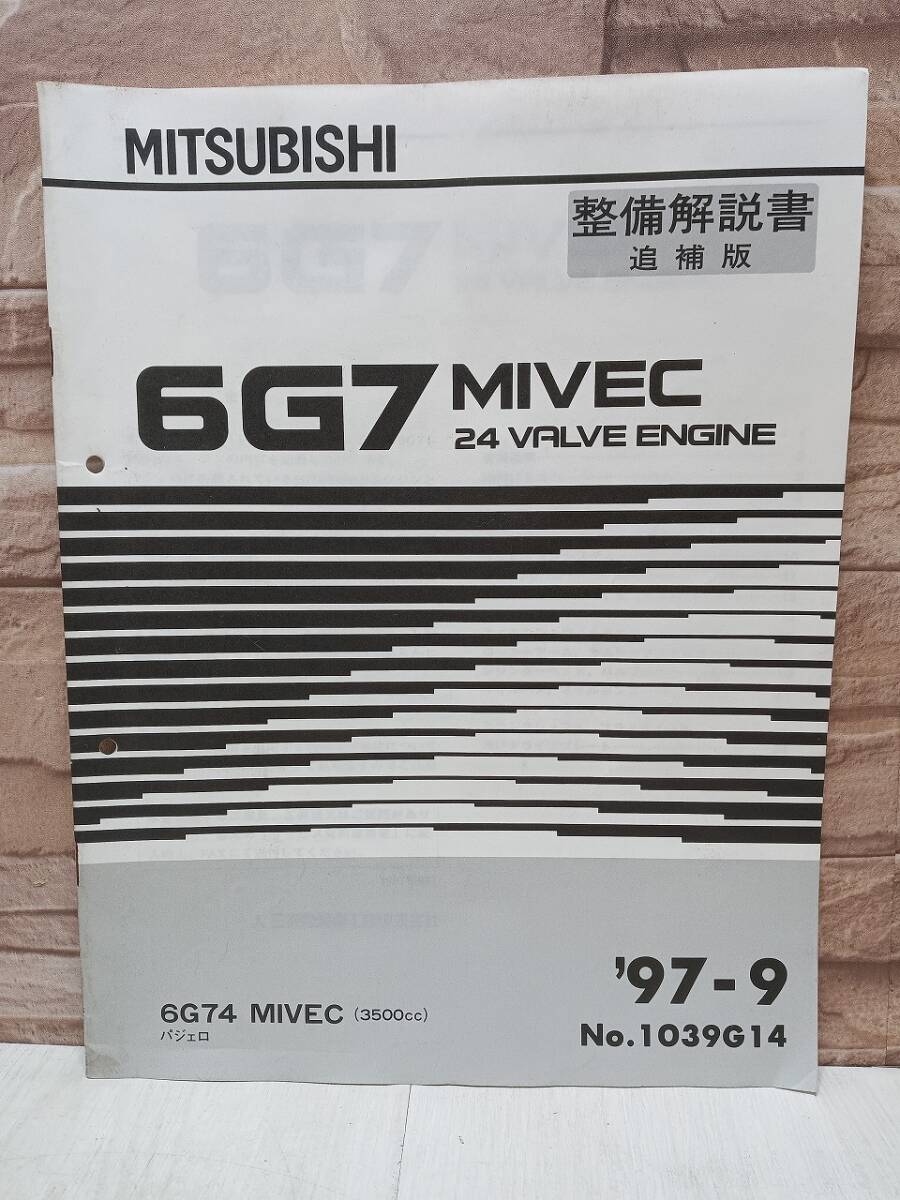 MITSUBISHI
整備解説書
追補版
6G7 MIVEC
24 VALVE ENGINE
'97-9
No.1039G14
6G74 MIVEC (3500cc)
パジェロ